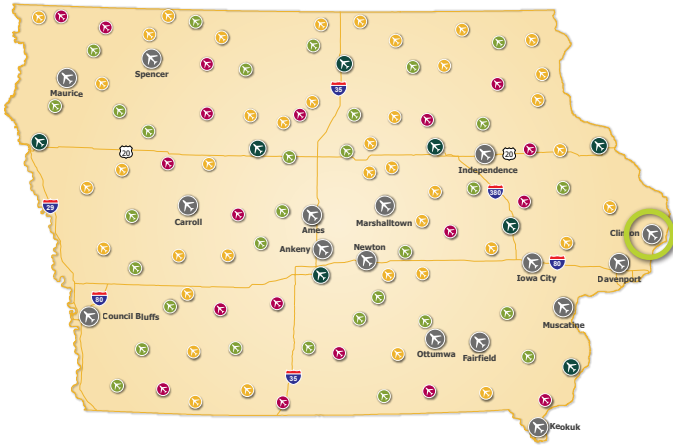 35
Spencer
Maurice
20
20
Independence
380
29
Carroll
Ames
Marshalltown
Clinton
Ankeny
Newton
Iowa City
80
Davenport
80
Council Bluffs
Muscatine
Ottumwa
Fairfield
35
Keokuk